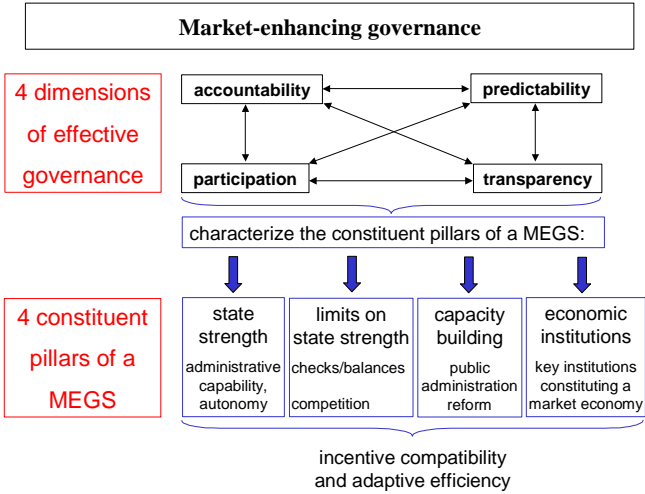 Market-enhancing governance
4 dimensions
of effective
governance
accountability
predictability
participation
transparency
characterize the constituent pillars of a MEGS:
4 constituent
pillars of a
MEGS
state
strength
administrative
capability,
autonomy
limits on
state strength
checks/balances
competition
capacity
building
public
administration
reform
economic
institutions
key institutions
constituting a
market economy
incentive compatibility
and adaptive efficiency